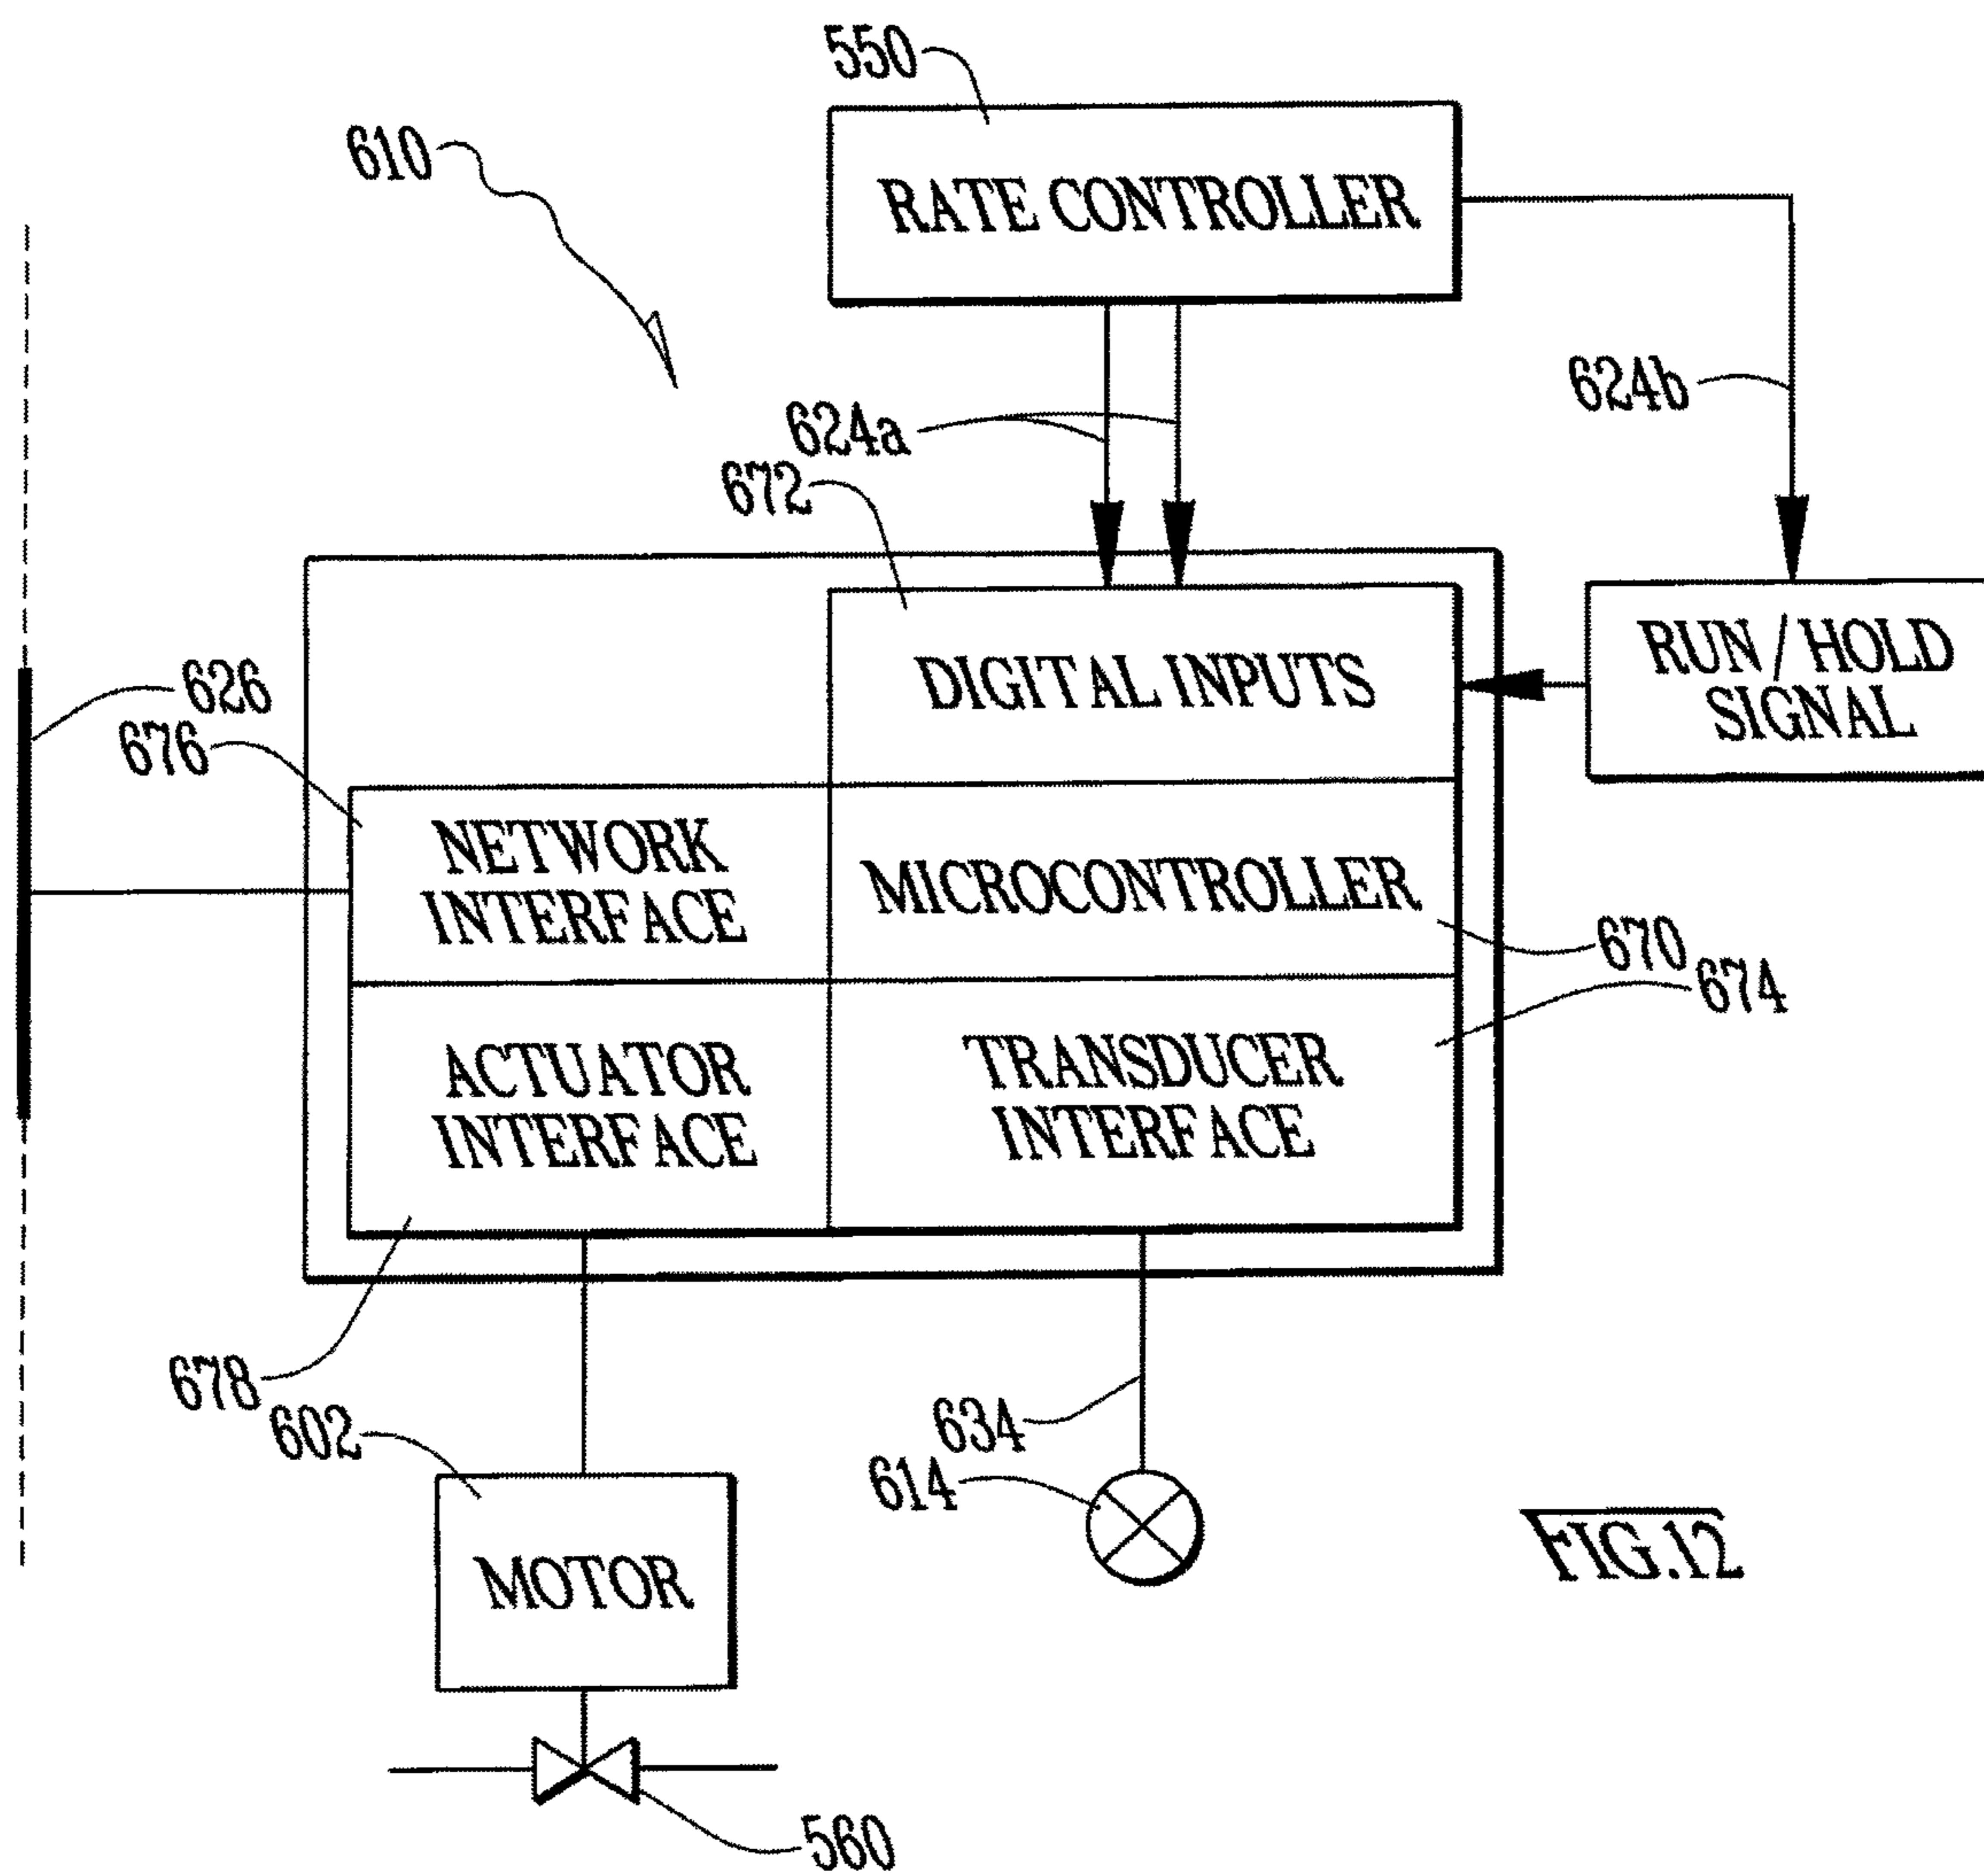 550
610
RATE CONTROLLER
624b
624a
672
DIGITAL INPUTS
RUN / HOLD
SIGNAL
626
676
NETWORK
INTERFACE
MICROCONTROLLER
670
674
ACTUATOR
INTERFACE
TRANSDUCER
INTERFACE
678
602
634
614
MOTOR
FIG.12
560